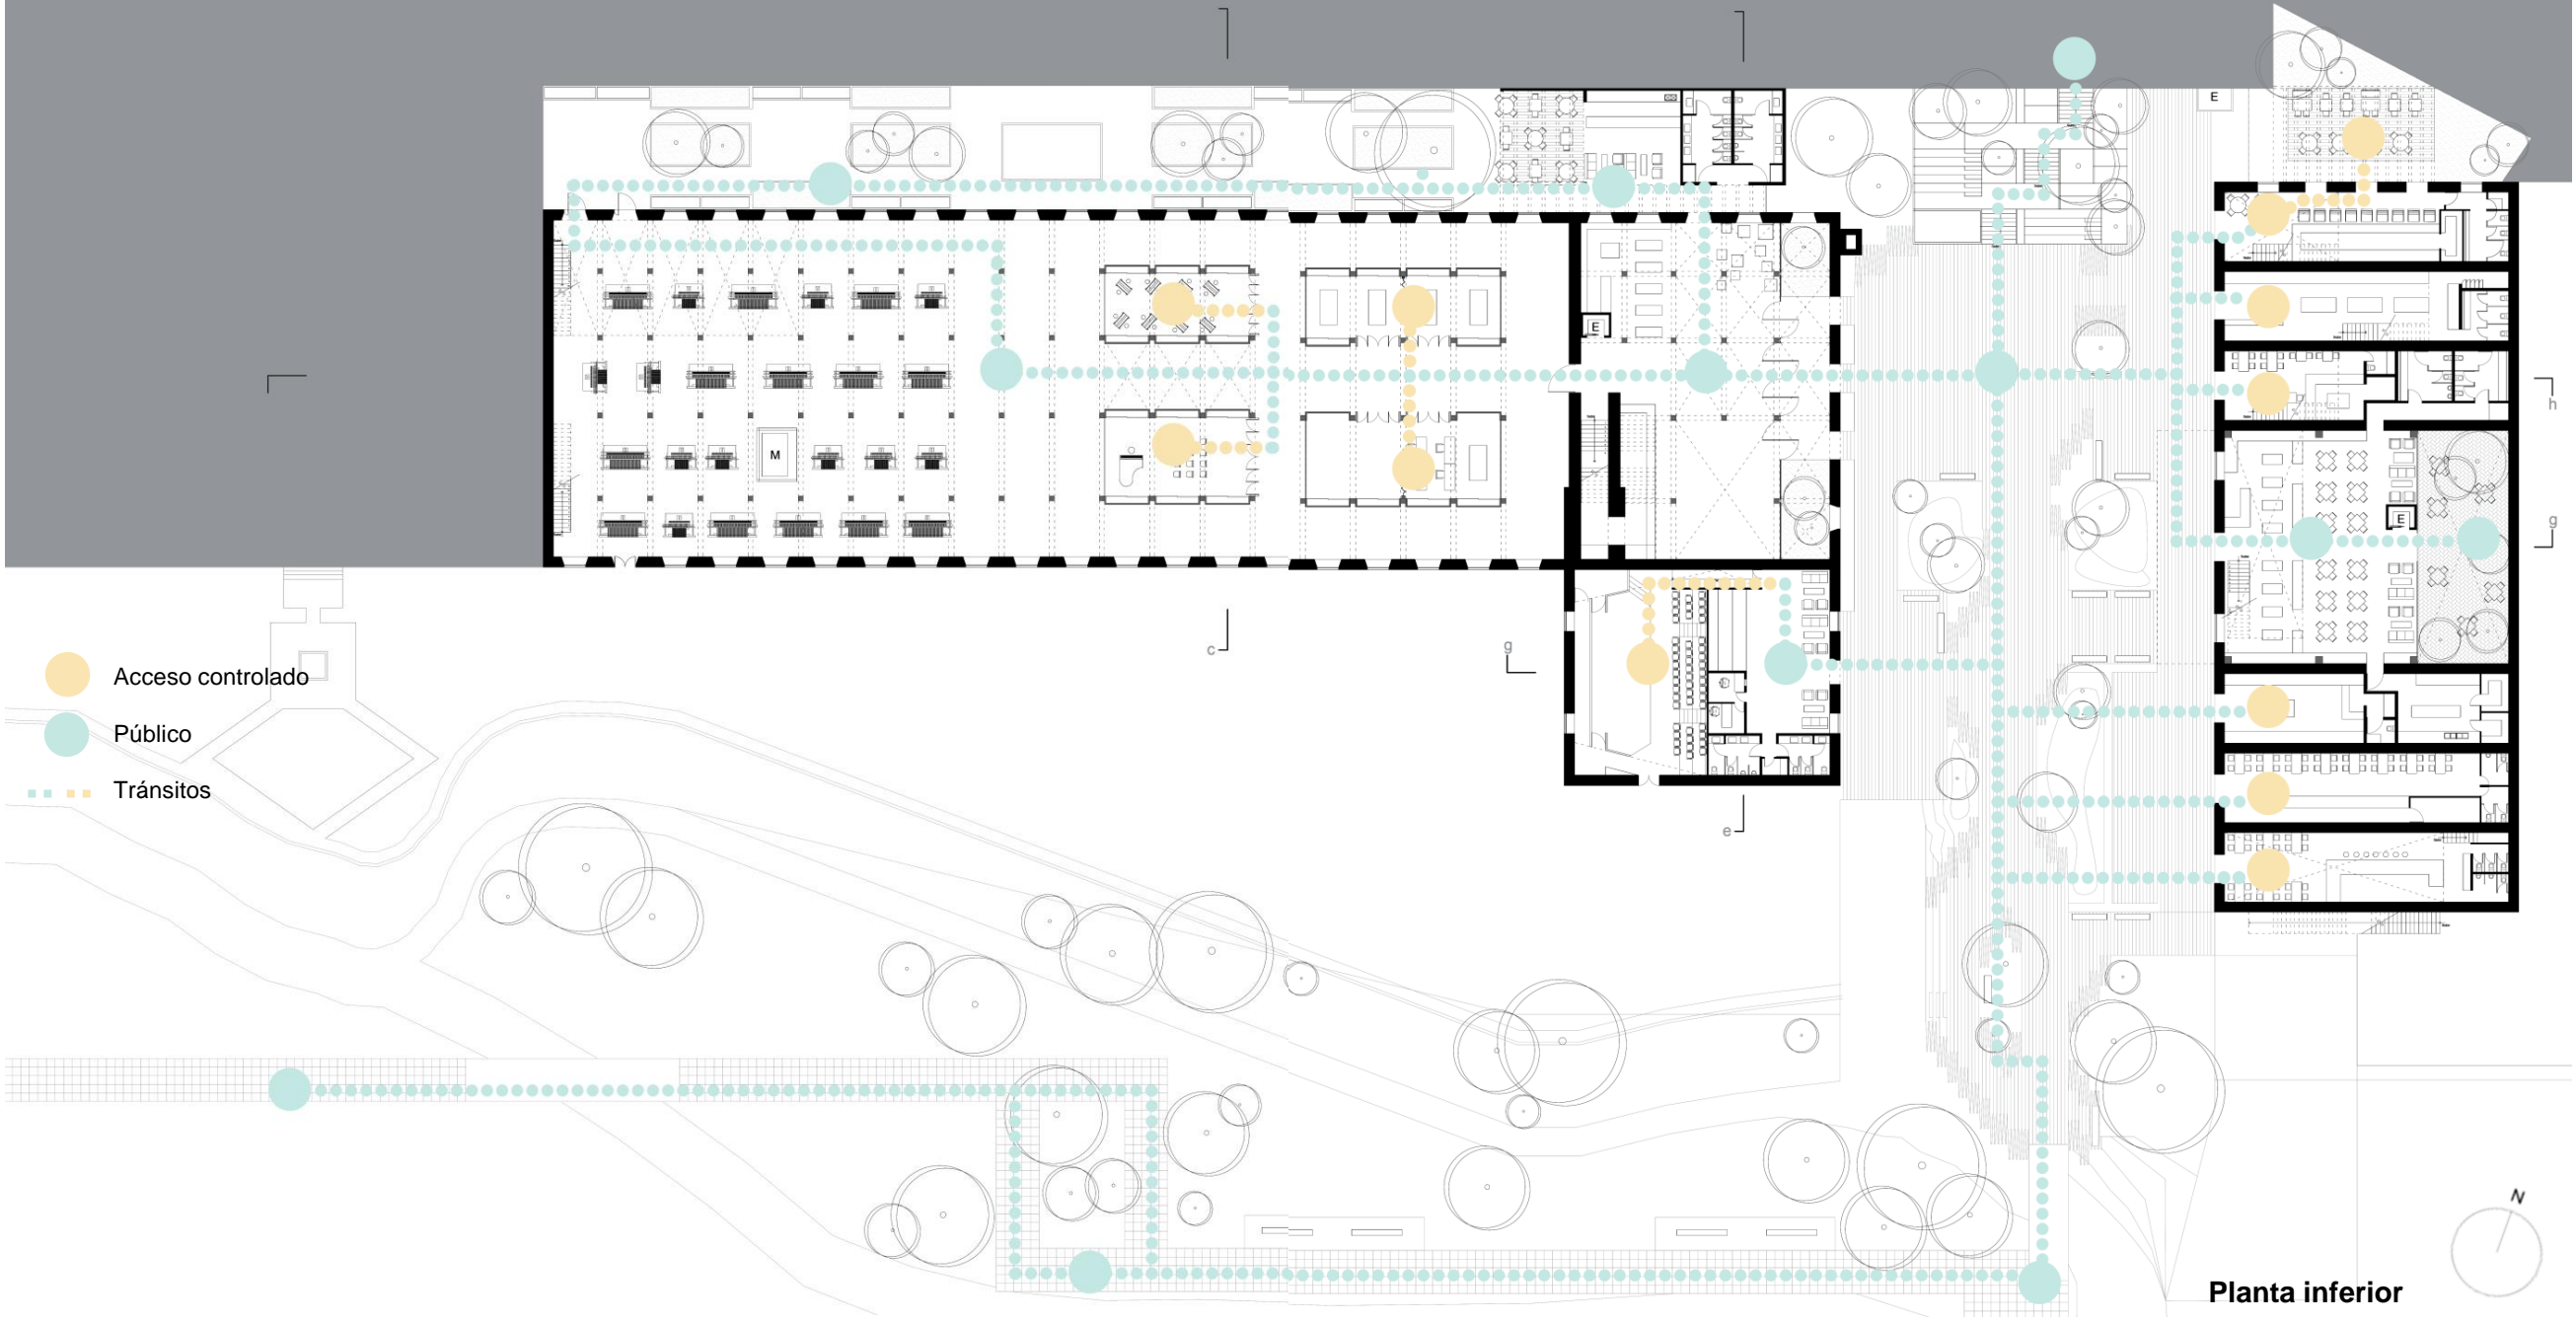 E
E
h
M
E
g
c
g
Acceso controlado
Público
Tránsitos
e
N
Planta inferior